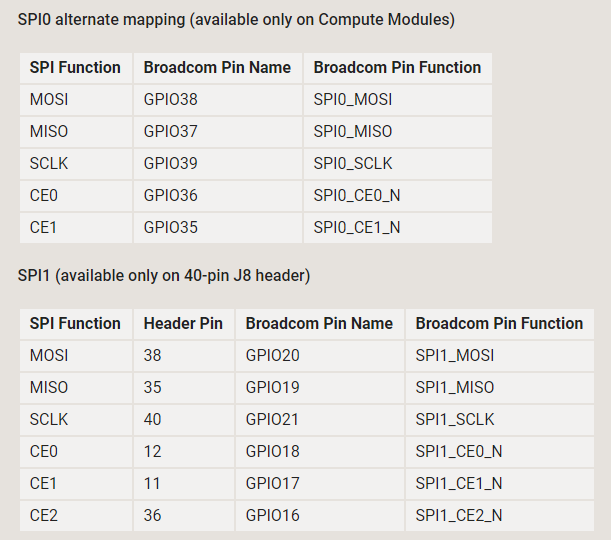 SPI0 alternate mapping (available only on Compute Modules)
SPI Function Broadcom Pin Name Broadcom Pin Function
MOSI GPIO38 SPI0_MOSI
MISO GPIO37 SPI0_MISO
SCLK GPIO39 SPI0_SCLK
CE0 GPIO36 SPI0_CE0_N
CE1 GPIO35 SPI0_CE1_N
SPI1 (available only on 40-pin J8 header)
SPI Function Header Pin Broadcom Pin Name Broadcom Pin Function
MOSI 38 GPIO20 SPI1_MOSI
MISO 35 GPIO19 SPI1_MISO
SCLK 40 GPIO21 SPI1_SCLK
CE0 12 GPIO18 SPI1_CE0_N
CE1 11 GPIO17 SPI1_CE1_N
CE2 36 GPIO16 SPI1_CE2_N